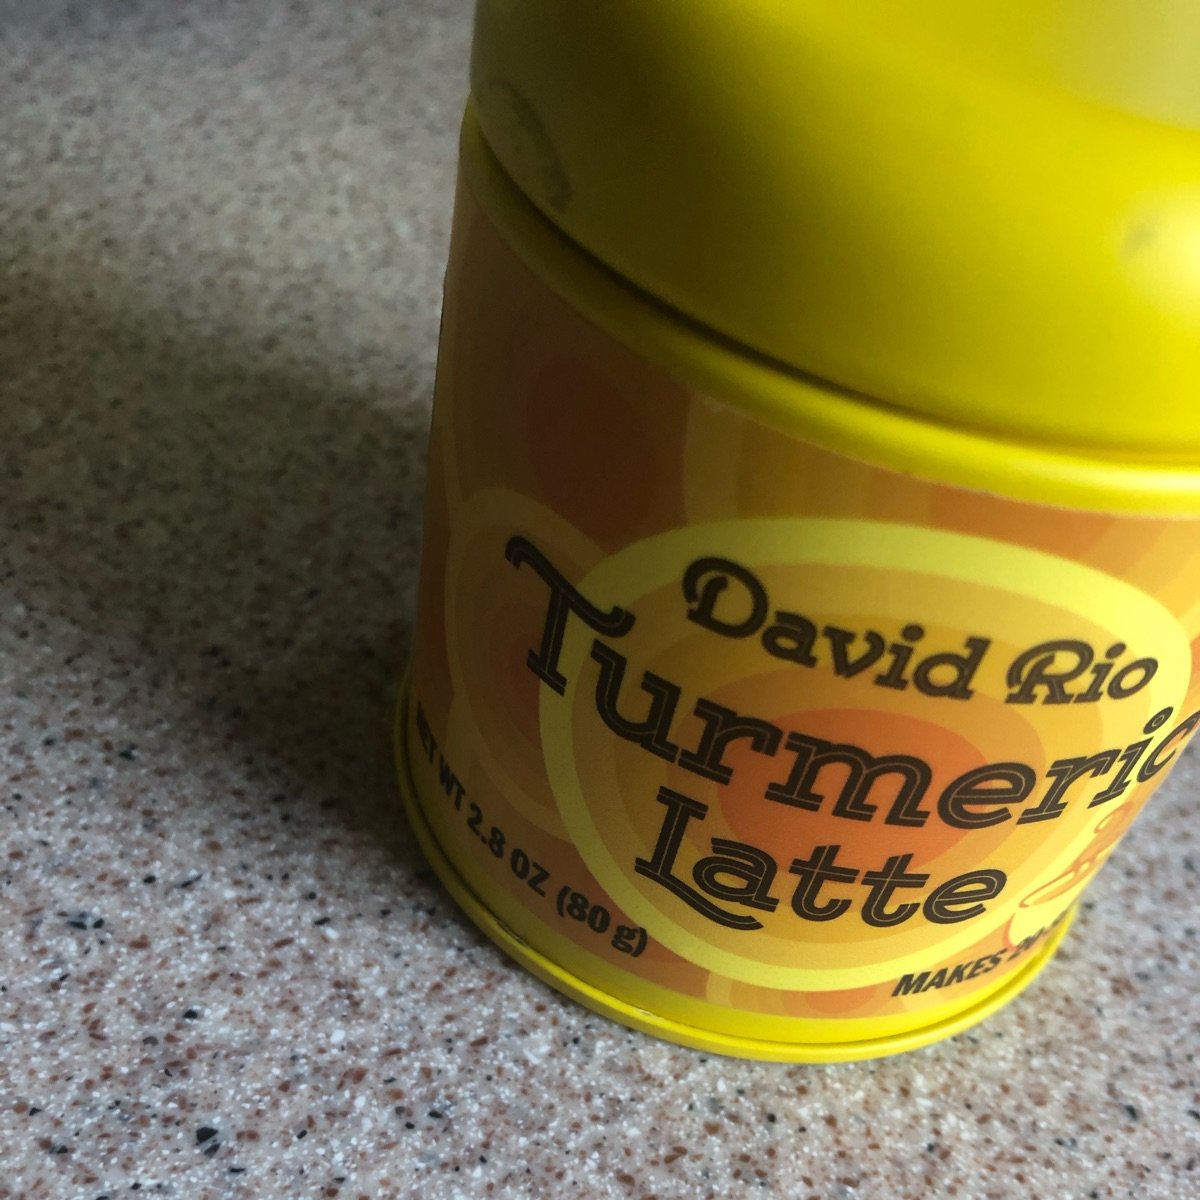 David Rio
Turmeric
Latte
NET WT 2.8 OZ (80 g)
MAKES